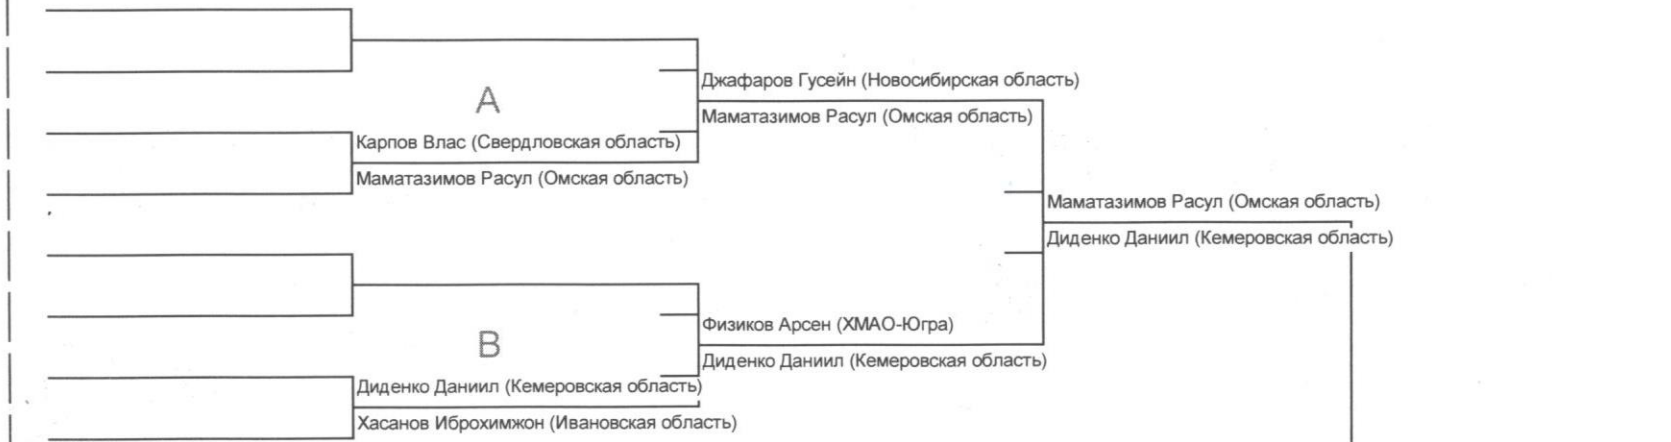 Джафаров Гусейн (Новосибирская область)
A
Маматазимов Расул (Омская область)
Карпов Влас (Свердловская область)
Маматазимов Расул (Омская область)
Маматазимов Расул (Омская область)
Диденко Даниил (Кемеровская область)
Физиков Арсен (ХМАО-Югра)
B
Диденко Даниил (Кемеровская область)
Диденко Даниил (Кемеровская область)
Хасанов Иброхимжон (Ивановская область)